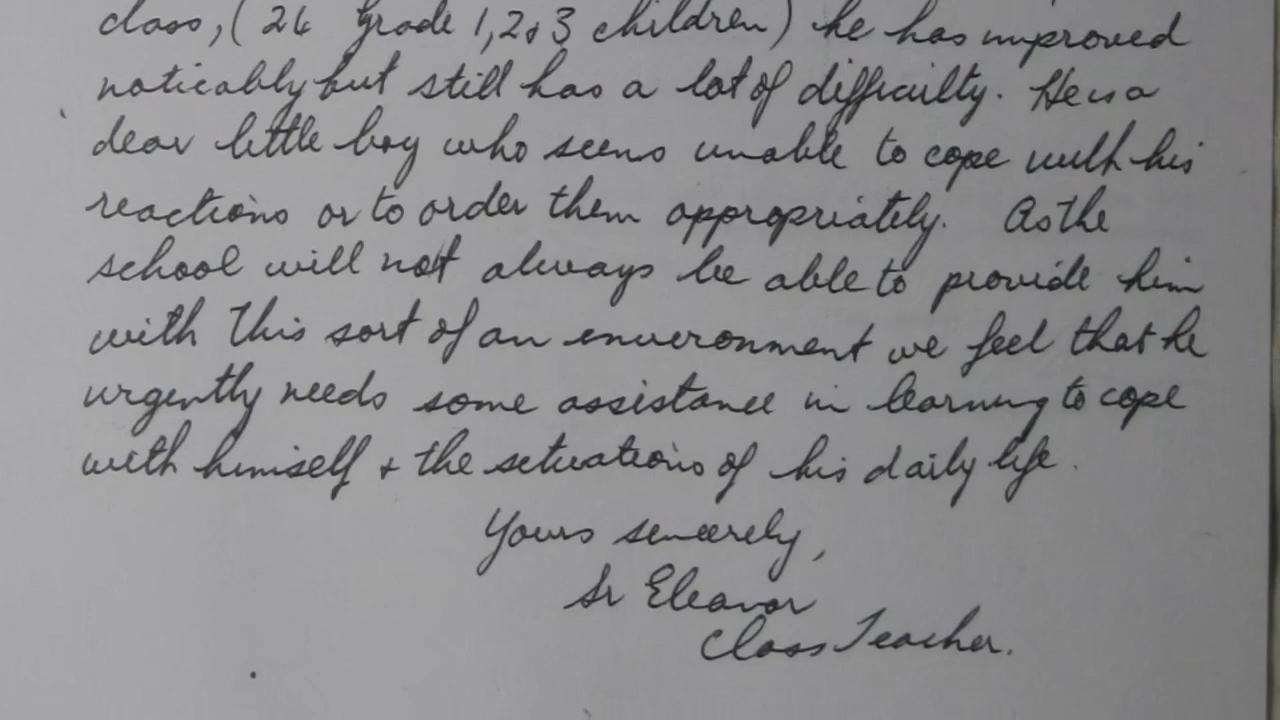 class, (24 Grade 1,2&3 children) he has improved
noticably but still has a lot of difficulty. He is a
dear little boy who seems unable to cope with his
reactions or to order them appropriately. As the
school will not always be able to provide him
with this sort of an environment we feel that he
urgently needs some assistance in learning to cope
with himself & the situations of his daily life.
Yours sincerely,
Sr Eleanor
Class Teacher.